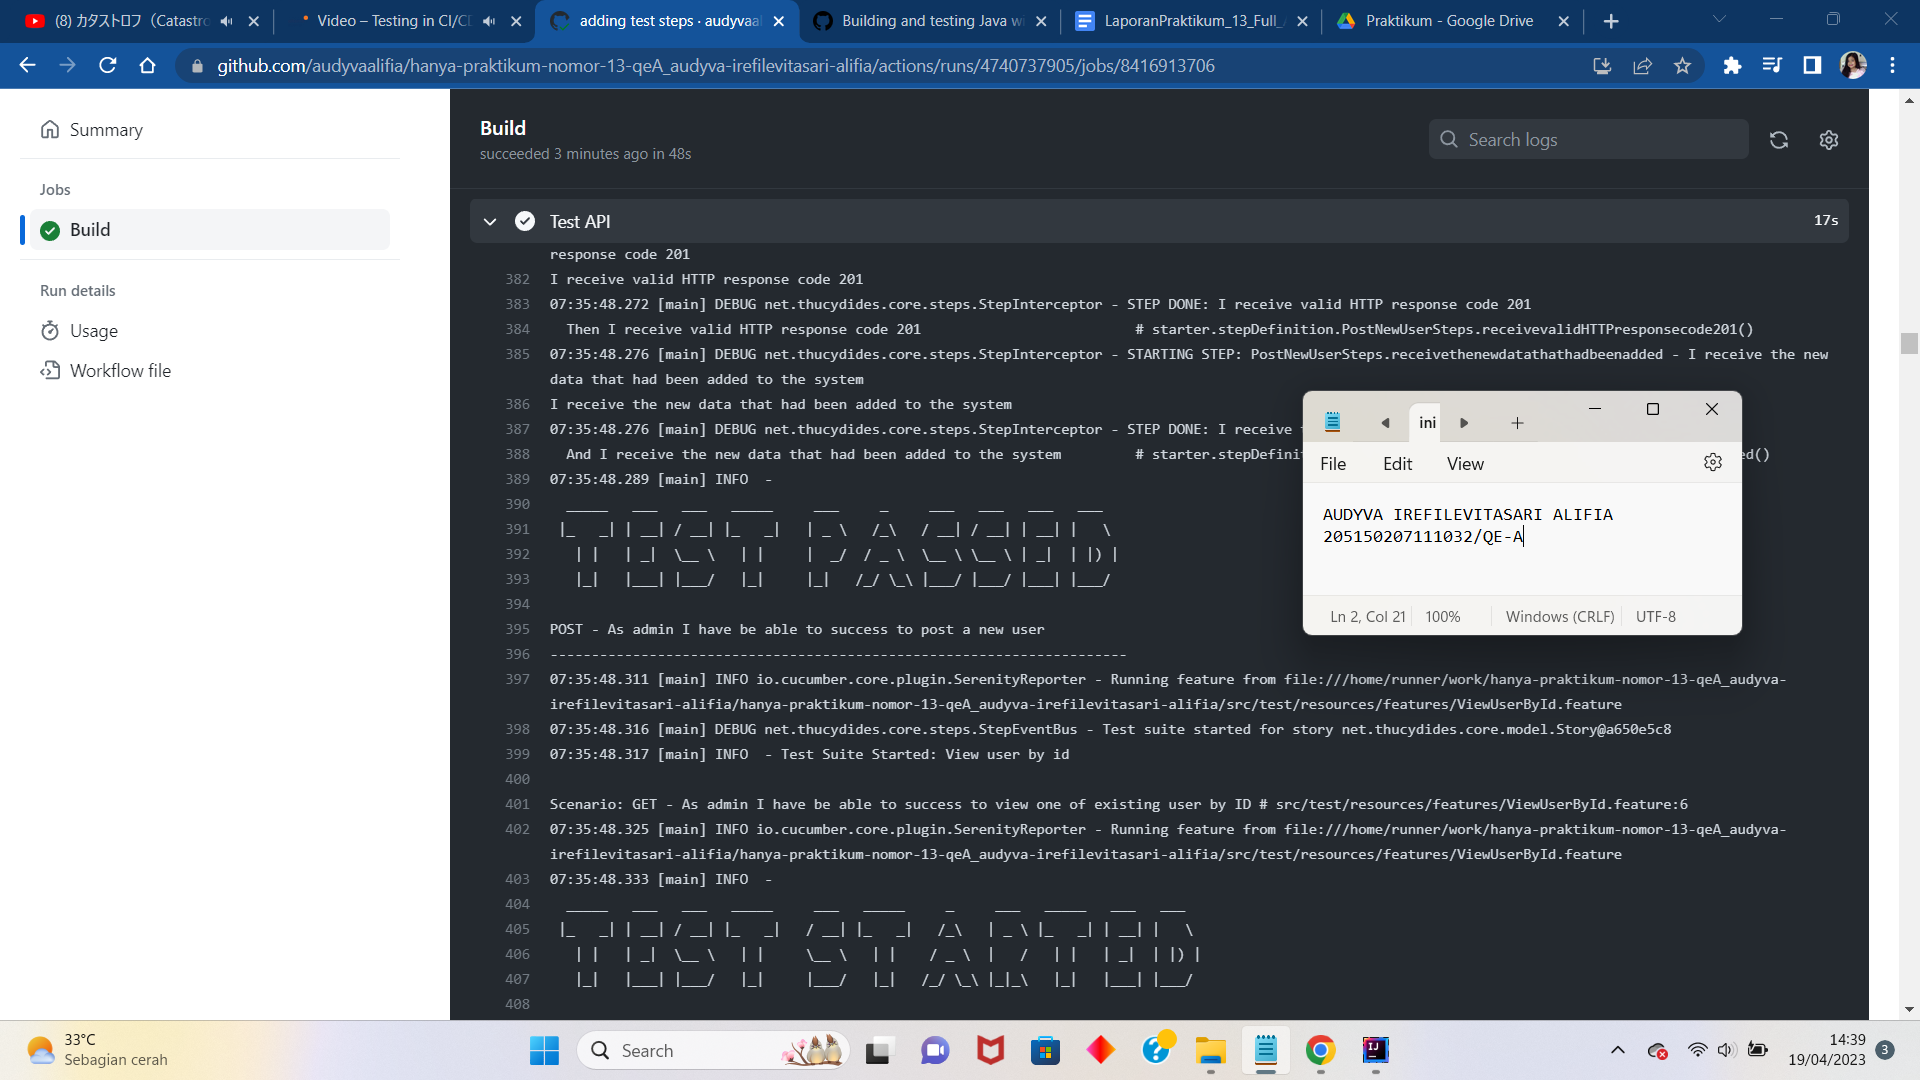 (8) カタストロフ（Catastro
Video – Testing in CI/CD
adding test steps · audyvaal
Building and testing Java wi
LaporanPraktikum_13_Full_
Praktikum - Google Drive
github.com/audyvaalifia/hanya-praktikum-nomor-13-qeA_audyva-irefilevitasari-alifia/actions/runs/4740737905/jobs/8416913706
Summary
Jobs
Build
Run details
Usage
Workflow file
Build
succeeded 3 minutes ago in 48s
Search logs
Test API
17s
response code 201
382 I receive valid HTTP response code 201
383 07:35:48.272 [main] DEBUG net.thucydides.core.steps.StepInterceptor - STEP DONE: I receive valid HTTP response code 201
384 Then I receive valid HTTP response code 201 # starter.stepDefinition.PostNewUserSteps.receivevalidHTTPresponsecode201()
385 07:35:48.276 [main] DEBUG net.thucydides.core.steps.StepInterceptor - STARTING STEP: PostNewUserSteps.receivethenewdatathathadbeenadded - I receive the new
data that had been added to the system
386 I receive the new data that had been added to the system
387 07:35:48.276 [main] DEBUG net.thucydides.core.steps.StepInterceptor - STEP DONE: I receive
388 And I receive the new data that had been added to the system # starter.stepDefinit ed()
389 07:35:48.289 [main] INFO -
390
391
392
393
TEST PASSED
394
395 POST - As admin I have be able to success to post a new user
396 ----------------------------------------------------------------------
397 07:35:48.311 [main] INFO io.cucumber.core.plugin.SerenityReporter - Running feature from file:///home/runner/work/hanya-praktikum-nomor-13-qeA_audyva-
irefilevitasari-alifia/hanya-praktikum-nomor-13-qeA_audyva-irefilevitasari-alifia/src/test/resources/features/ViewUserById.feature
398 07:35:48.316 [main] DEBUG net.thucydides.core.steps.StepEventBus - Test suite started for story net.thucydides.core.model.Story@a650e5c8
399 07:35:48.317 [main] INFO - Test Suite Started: View user by id
400
401 Scenario: GET - As admin I have be able to success to view one of existing user by ID # src/test/resources/features/ViewUserById.feature:6
402 07:35:48.325 [main] INFO io.cucumber.core.plugin.SerenityReporter - Running feature from file:///home/runner/work/hanya-praktikum-nomor-13-qeA_audyva-
irefilevitasari-alifia/hanya-praktikum-nomor-13-qeA_audyva-irefilevitasari-alifia/src/test/resources/features/ViewUserById.feature
403 07:35:48.333 [main] INFO -
404
405
406
407
TEST STARTED
408
ini
File Edit View
AUDYVA IREFILEVITASARI ALIFIA
205150207111032/QE-A
Ln 2, Col 21 100% Windows (CRLF) UTF-8
33°C
Sebagian cerah
Search
14:39
19/04/2023
3